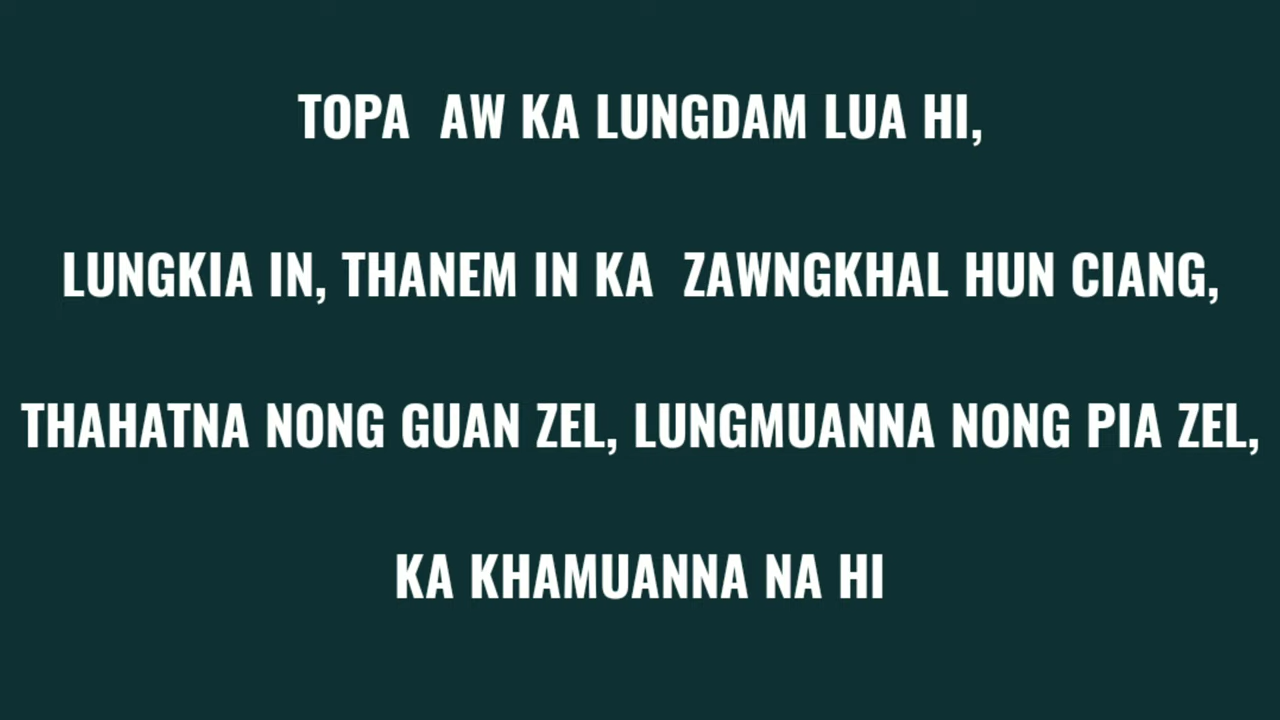 TOPA  AW KA LUNGDAM LUA HI,
LUNGKIA IN, THANEM IN KA  ZAWNGKHAL HUN CIANG,
THAHATNA NONG GUAN ZEL, LUNGMUANNA NONG PIA ZEL,
KA KHAMUANNA NA HI